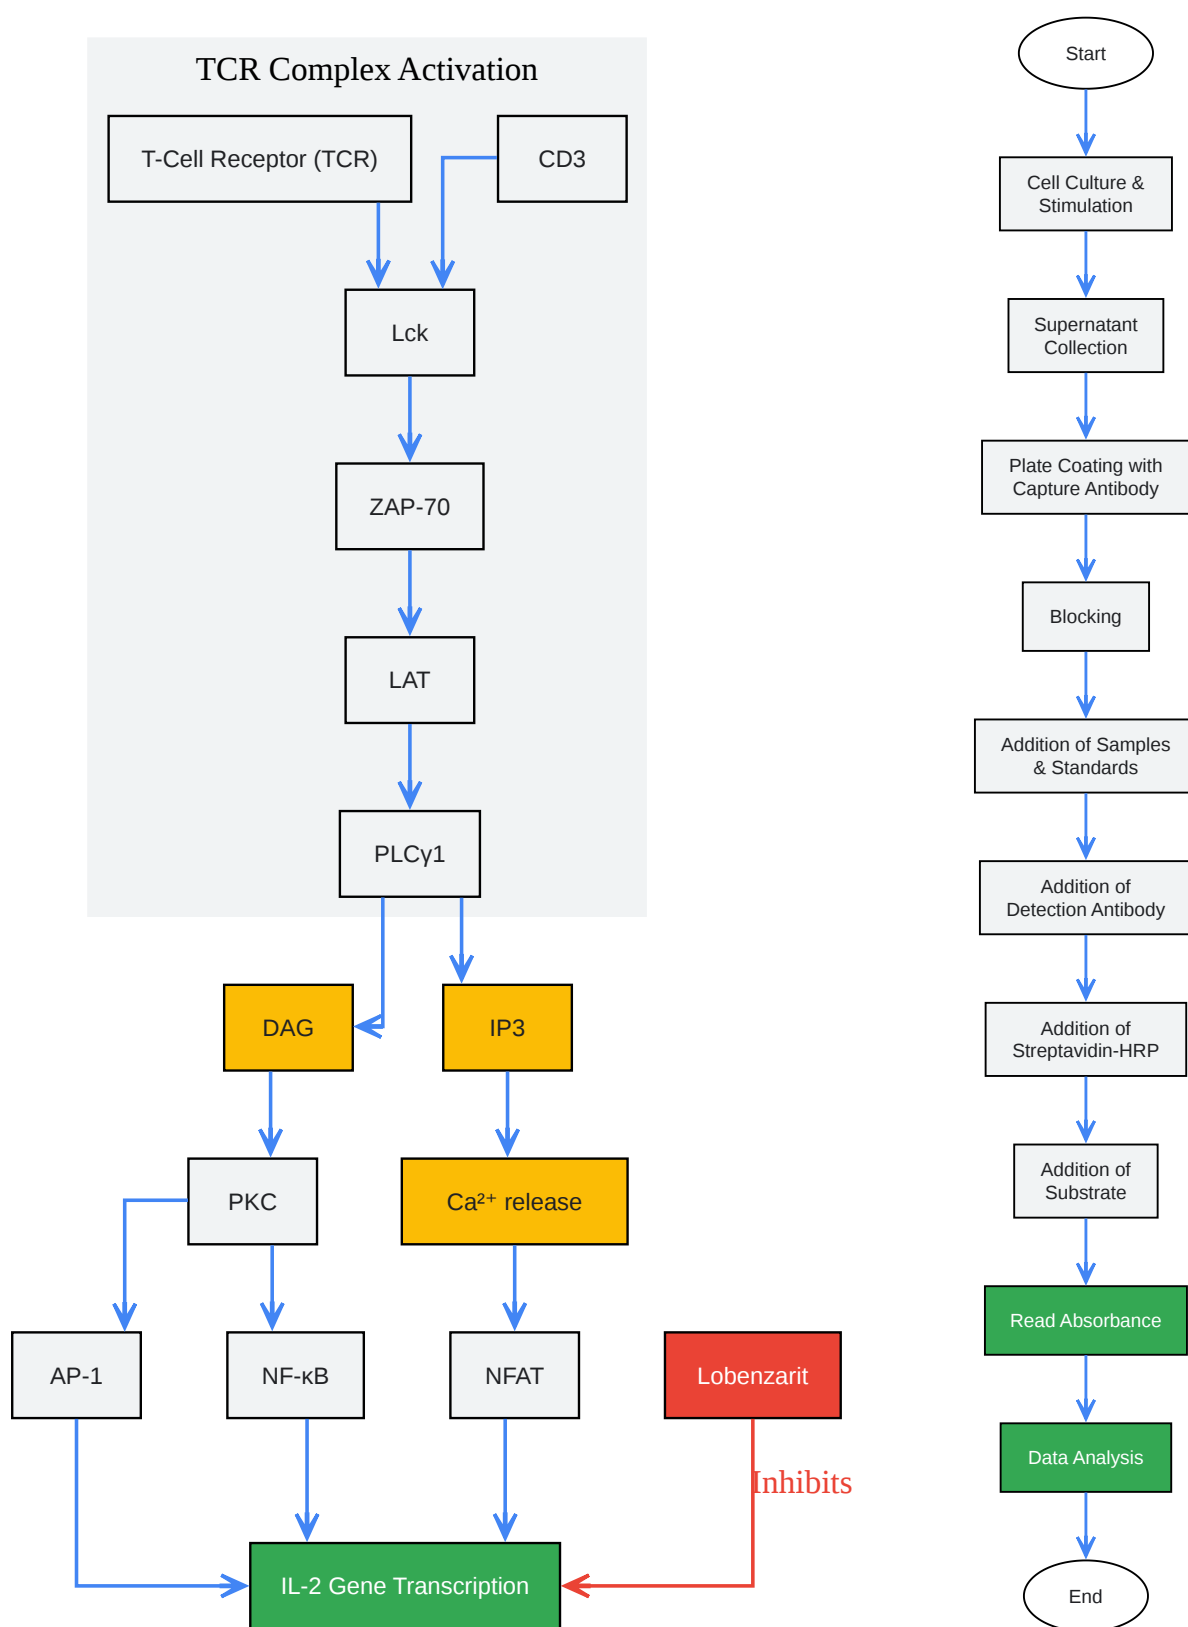 TCR Complex Activation
T-Cell Receptor (TCR)
CD3
Lck
ZAP-70
LAT
PLCγ1
DAG
IP3
PKC
Ca²⁺ release
AP-1
NF-κB
NFAT
Lobenzarit
Inhibits
IL-2 Gene Transcription
Start
Cell Culture &
Stimulation
Supernatant
Collection
Plate Coating with
Capture Antibody
Blocking
Addition of Samples
& Standards
Addition of
Detection Antibody
Addition of
Streptavidin-HRP
Addition of
Substrate
Read Absorbance
Data Analysis
End